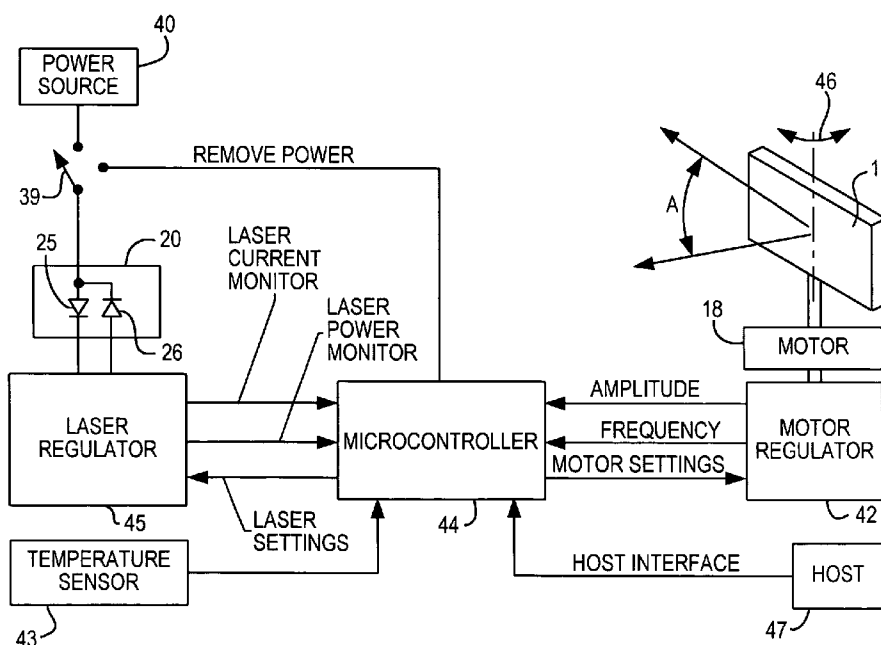 40
POWER
SOURCE
46
REMOVE POWER
39
1
A
25
20
LASER
CURRENT
MONITOR
LASER
POWER
MONITOR
26
18
MOTOR
LASER
REGULATOR
MICROCONTROLLER
AMPLITUDE
FREQUENCY
MOTOR SETTINGS
MOTOR
REGULATOR
45
LASER
SETTINGS
44
42
TEMPERATURE
SENSOR
43
HOST INTERFACE
HOST
47